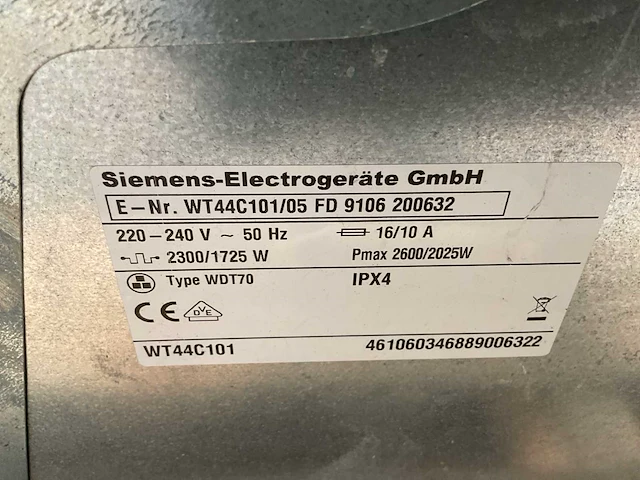 Siemens-Electrogeräte GmbH
E-Nr. WT44C101/05 FD 9106 200632
220-240 V ~ 50 Hz 16/10 A
2300/1725 W Pmax 2600/2025W
Type WDT70 IPX4
CE DVE
WT44C101 461060346889006322